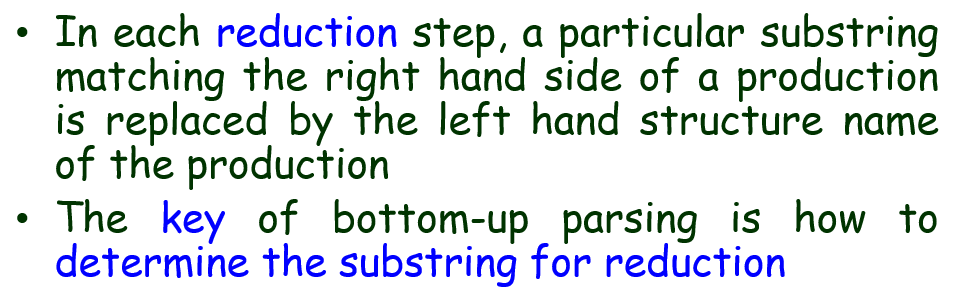 • In each reduction step, a particular substring
matching the right hand side of a production
is replaced by the left hand structure name
of the production
• The key of bottom-up parsing is how to
determine the substring for reduction